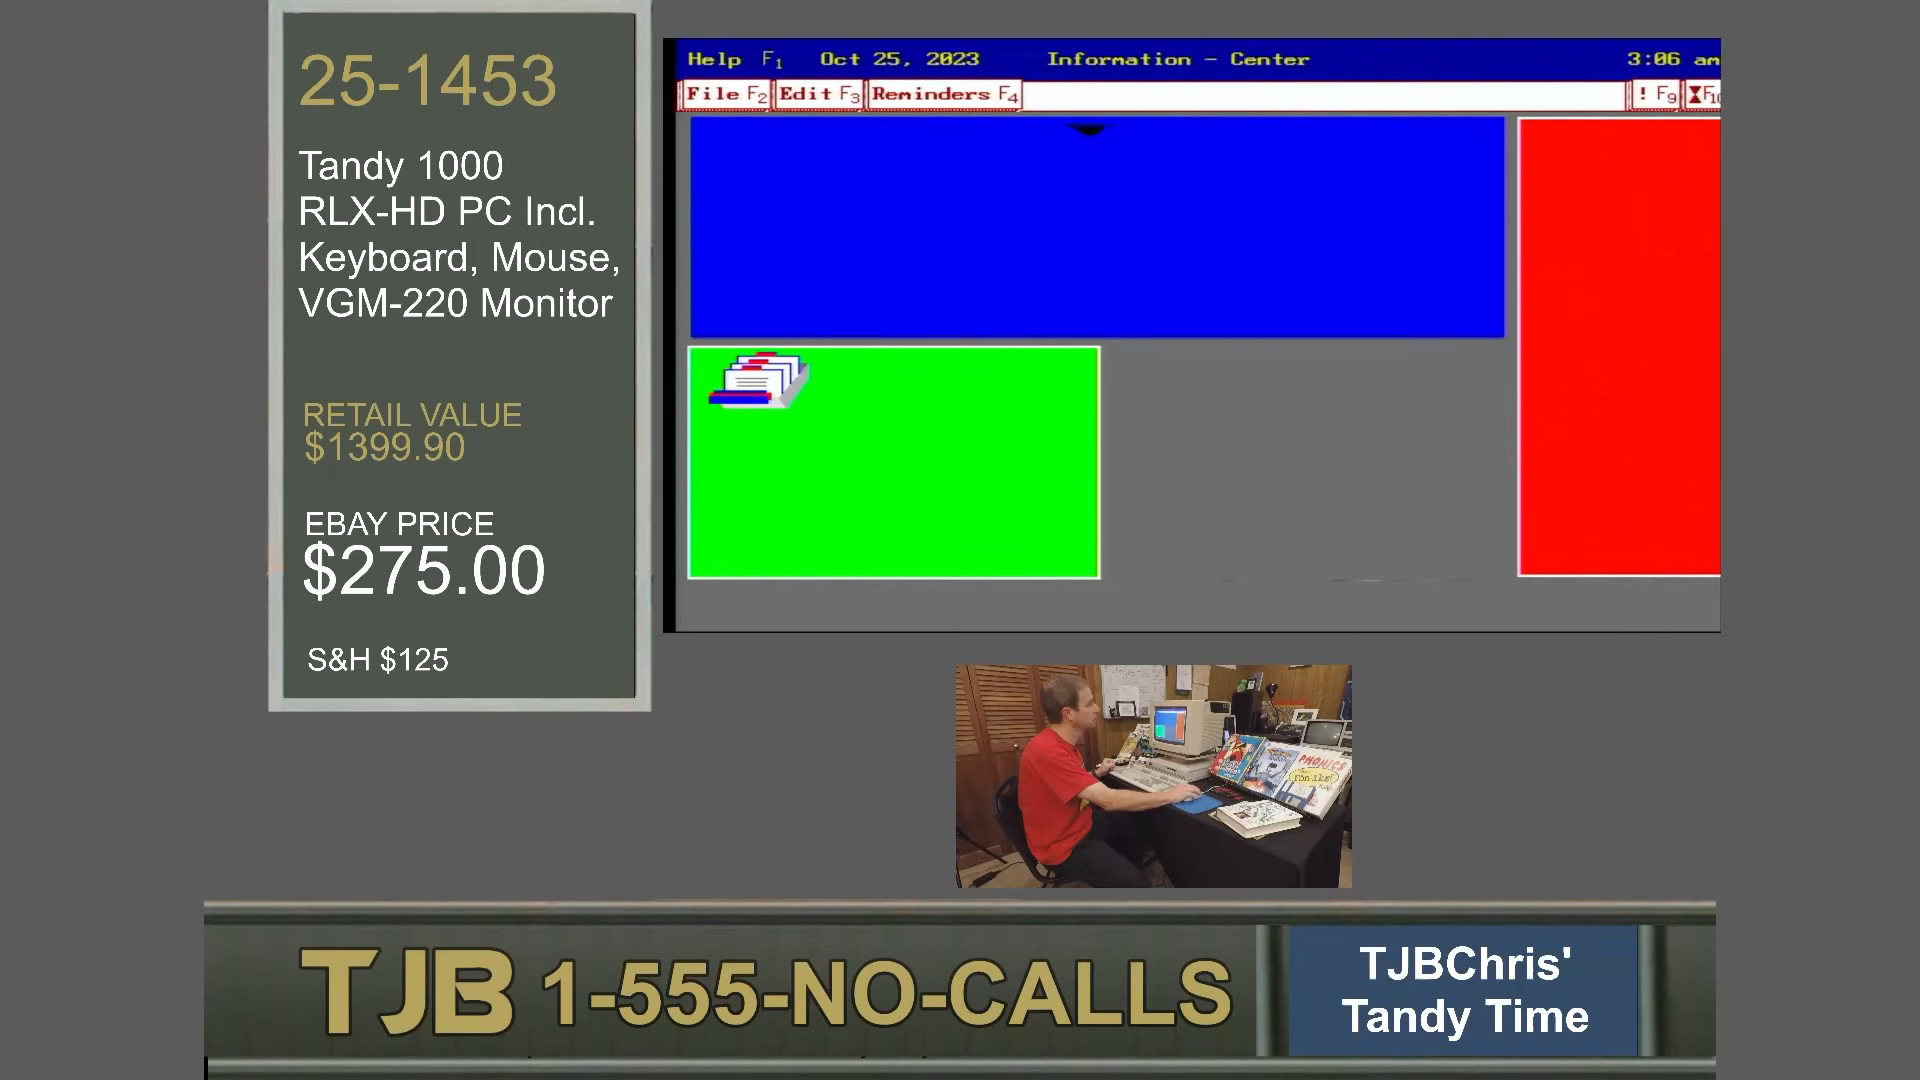 25-1453
Tandy 1000
RLX-HD PC Incl.
Keyboard, Mouse,
VGM-220 Monitor
RETAIL VALUE
$1399.90
EBAY PRICE
$275.00
S&H $125
Help F1 Oct 25, 2023 Information - Center 3:06 am
File F2 Edit F3 Reminders F4 ! F9 F10
PHONICS
TJB 1-555-NO-CALLS
TJBChris'
Tandy Time